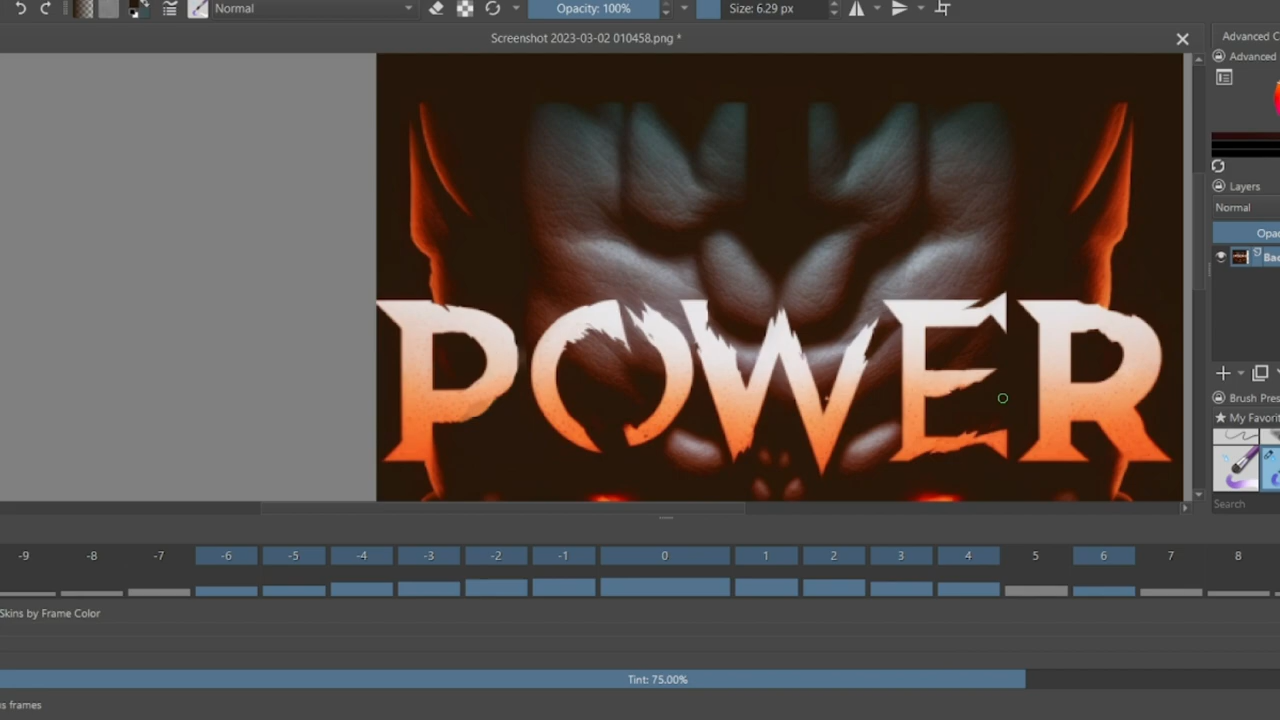 Normal
Opacity: 100%
Size: 6.29 px
Screenshot 2023-03-02 010458.png *
Advanced C
Advanced
Layers
Normal
Opac
Bac
POWER
Brush Pres
My Favorit
Search
-9 -8 -7 -6 -5 -4 -3 -2 -1 0 1 2 3 4 5 6 7 8
Skins by Frame Color
Tint: 75.00%
s frames